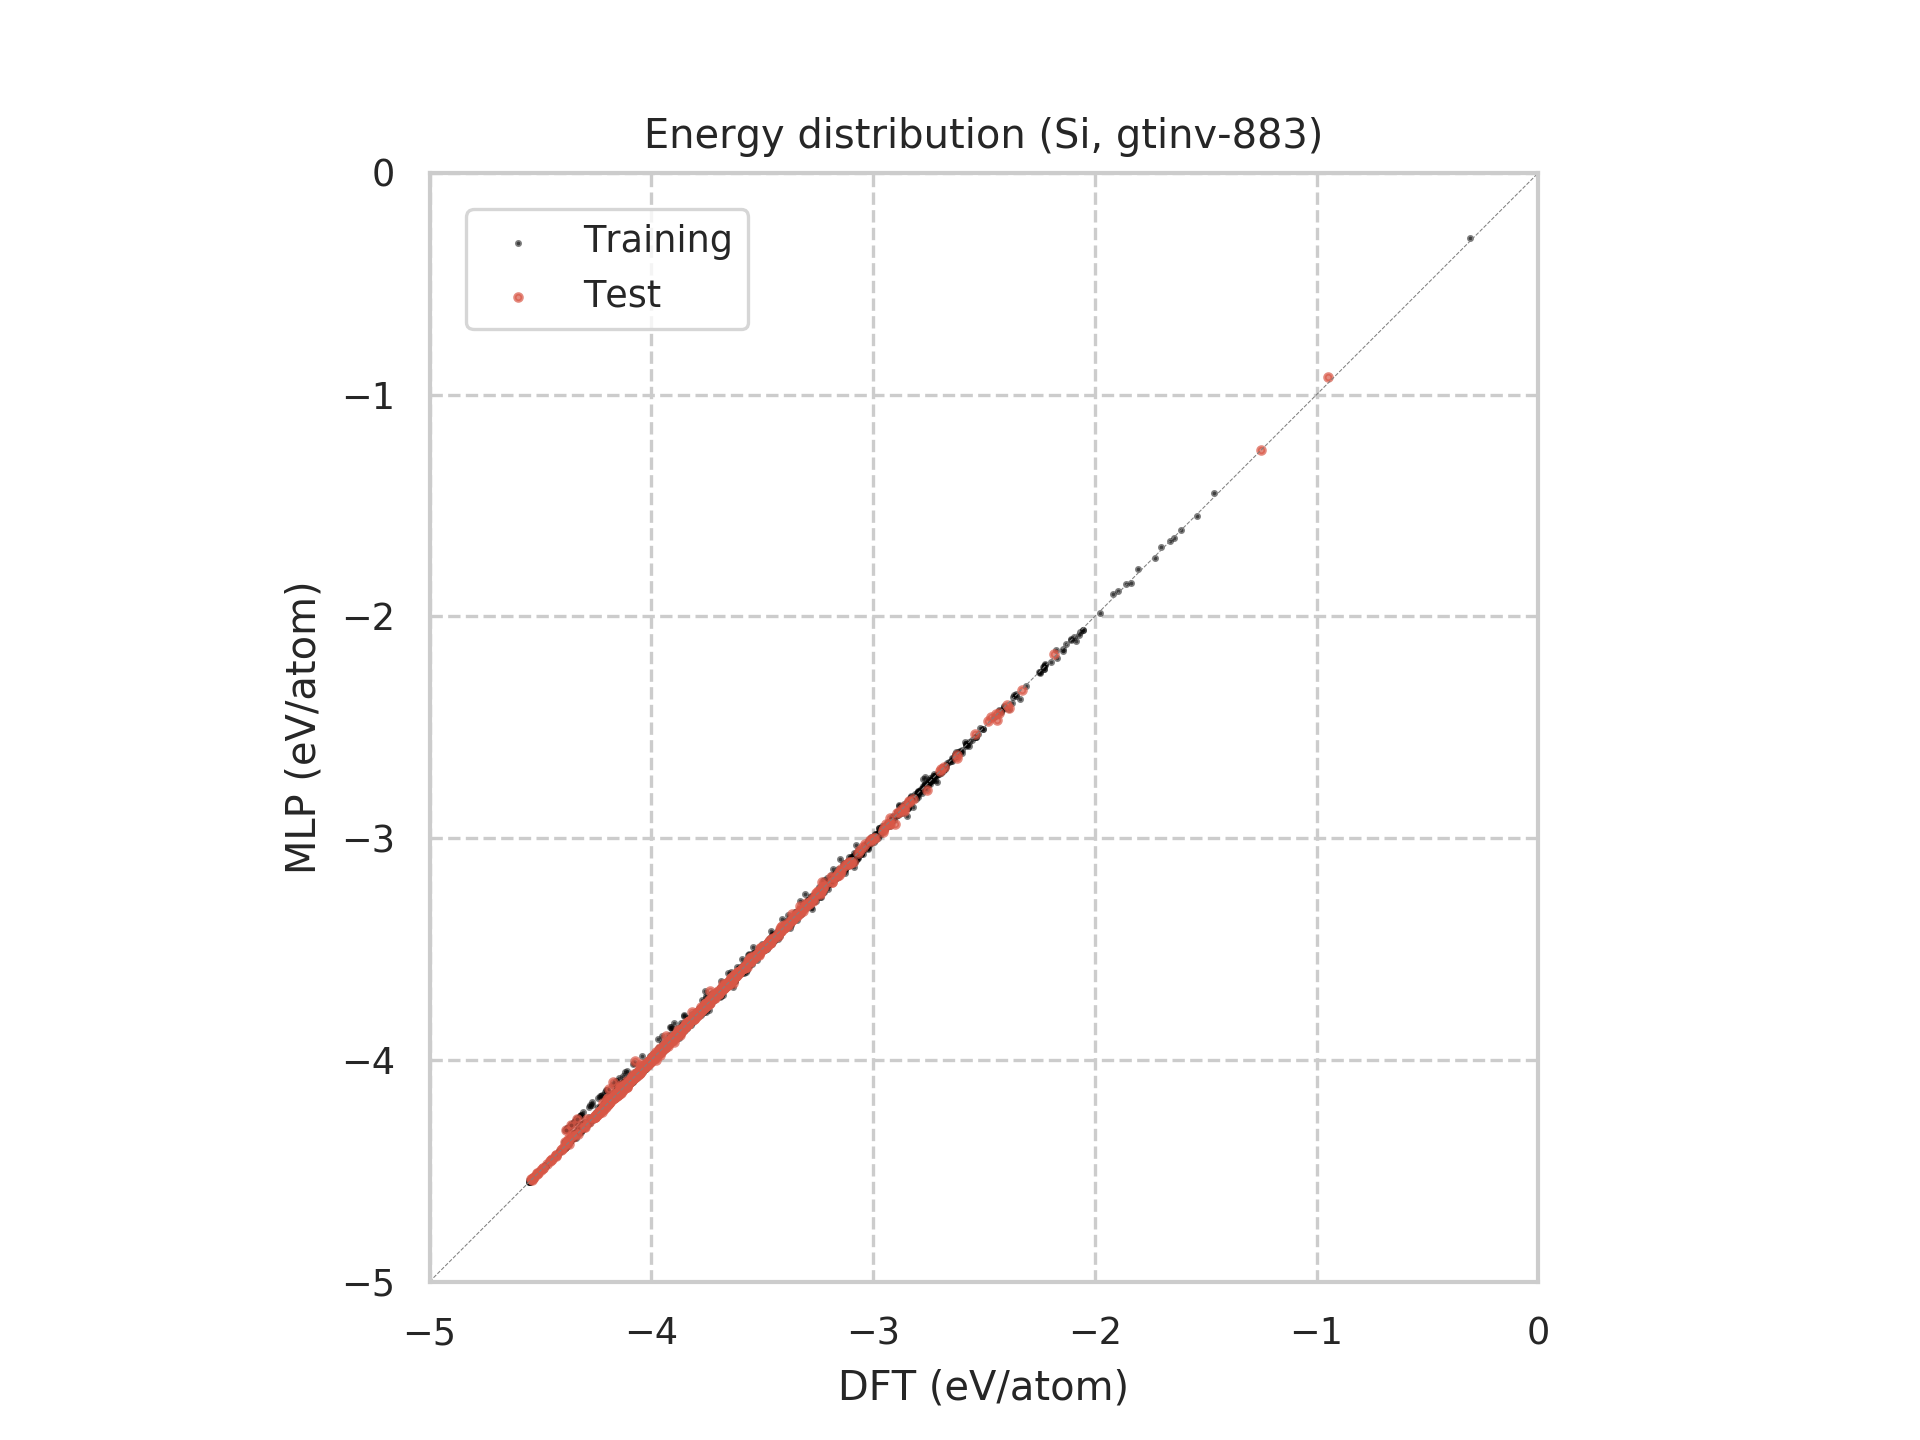 Energy distribution (Si, gtinv-883)
0
−1
−2
−3
−4
−5
MLP (eV/atom)
Training
Test
−5
−4
−3
−2
−1
0
DFT (eV/atom)